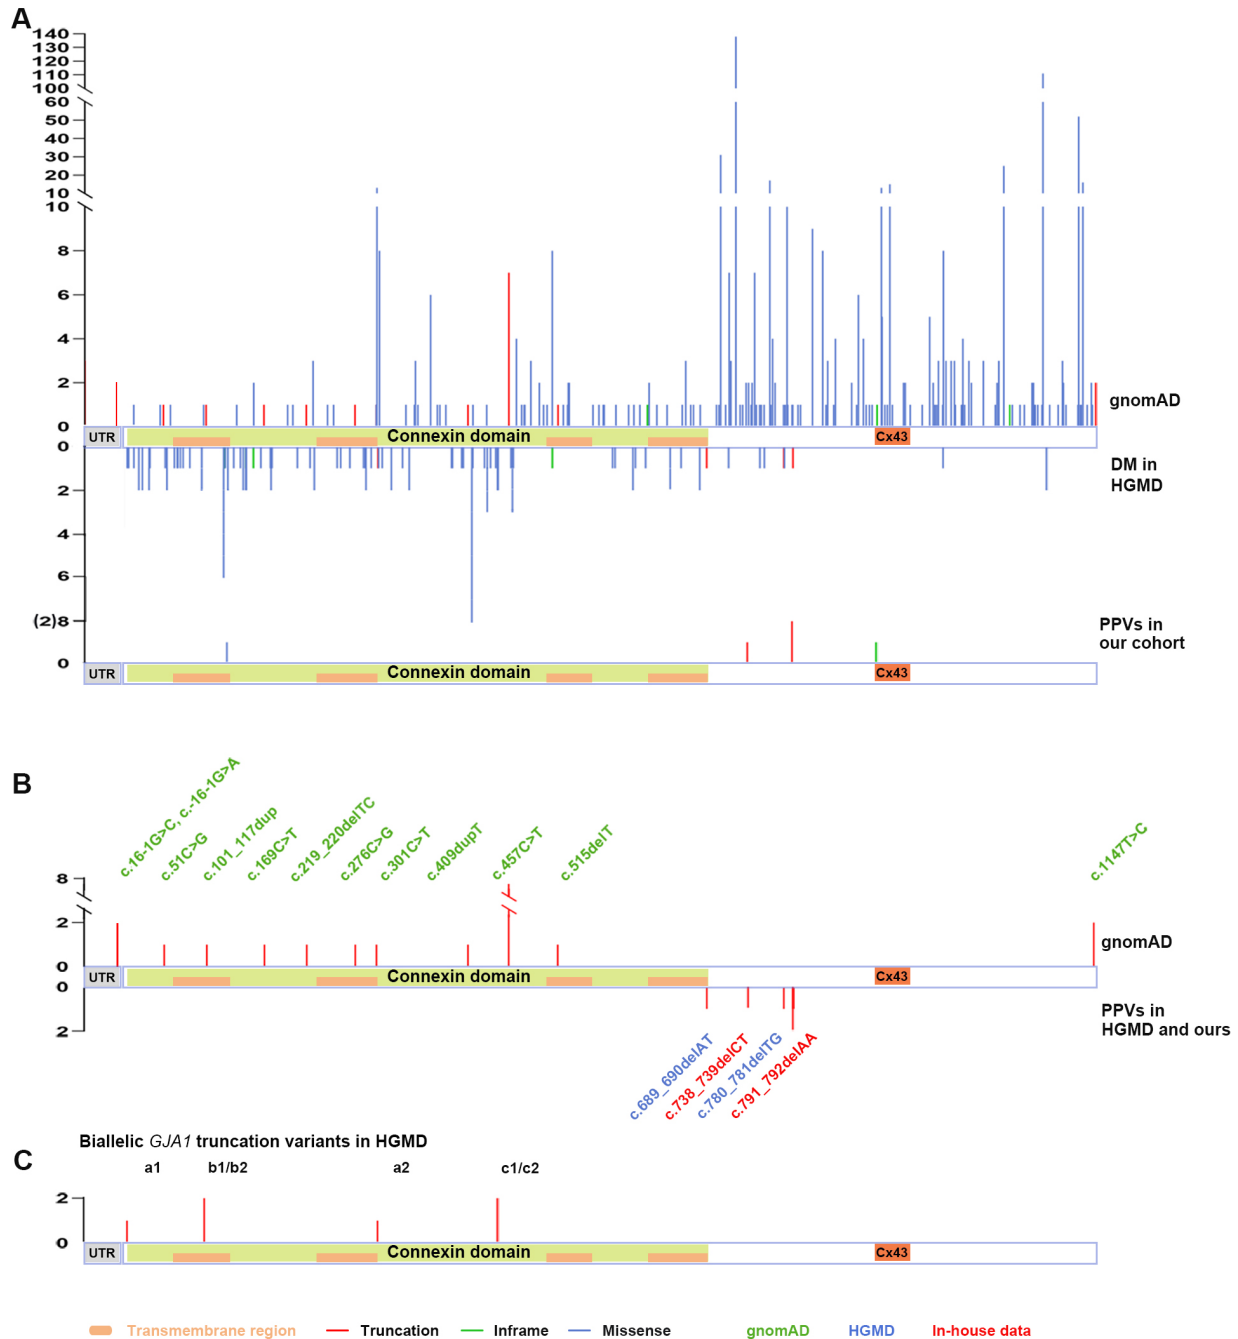 A
140
130
120
110
100
60
50
40
30
20
10
10
8
6
4
2
0
gnomAD
UTR
Connexin domain
Cx43
0
2
4
6
(2)8
0
DM in
HGMD
PPVs in
our cohort
UTR
Connexin domain
Cx43
B
c.16-1G>C, c.-16-1G>A
c.51C>G
c.101_117dup
c.169C>T
c.219_220delTC
c.276C>G
c.301C>T
c.409dupT
c.457C>T
c.515delT
c.1147T>C
8
2
0
gnomAD
UTR
Connexin domain
Cx43
0
2
PPVs in
HGMD and ours
c.689_690delAT
c.738_739delCT
c.780_781delTG
c.791_792delAA
Biallelic GJA1 truncation variants in HGMD
C
a1
b1/b2
a2
c1/c2
2
0
UTR
Connexin domain
Cx43
Transmembrane region
Truncation
Inframe
Missense
gnomAD
HGMD
In-house data